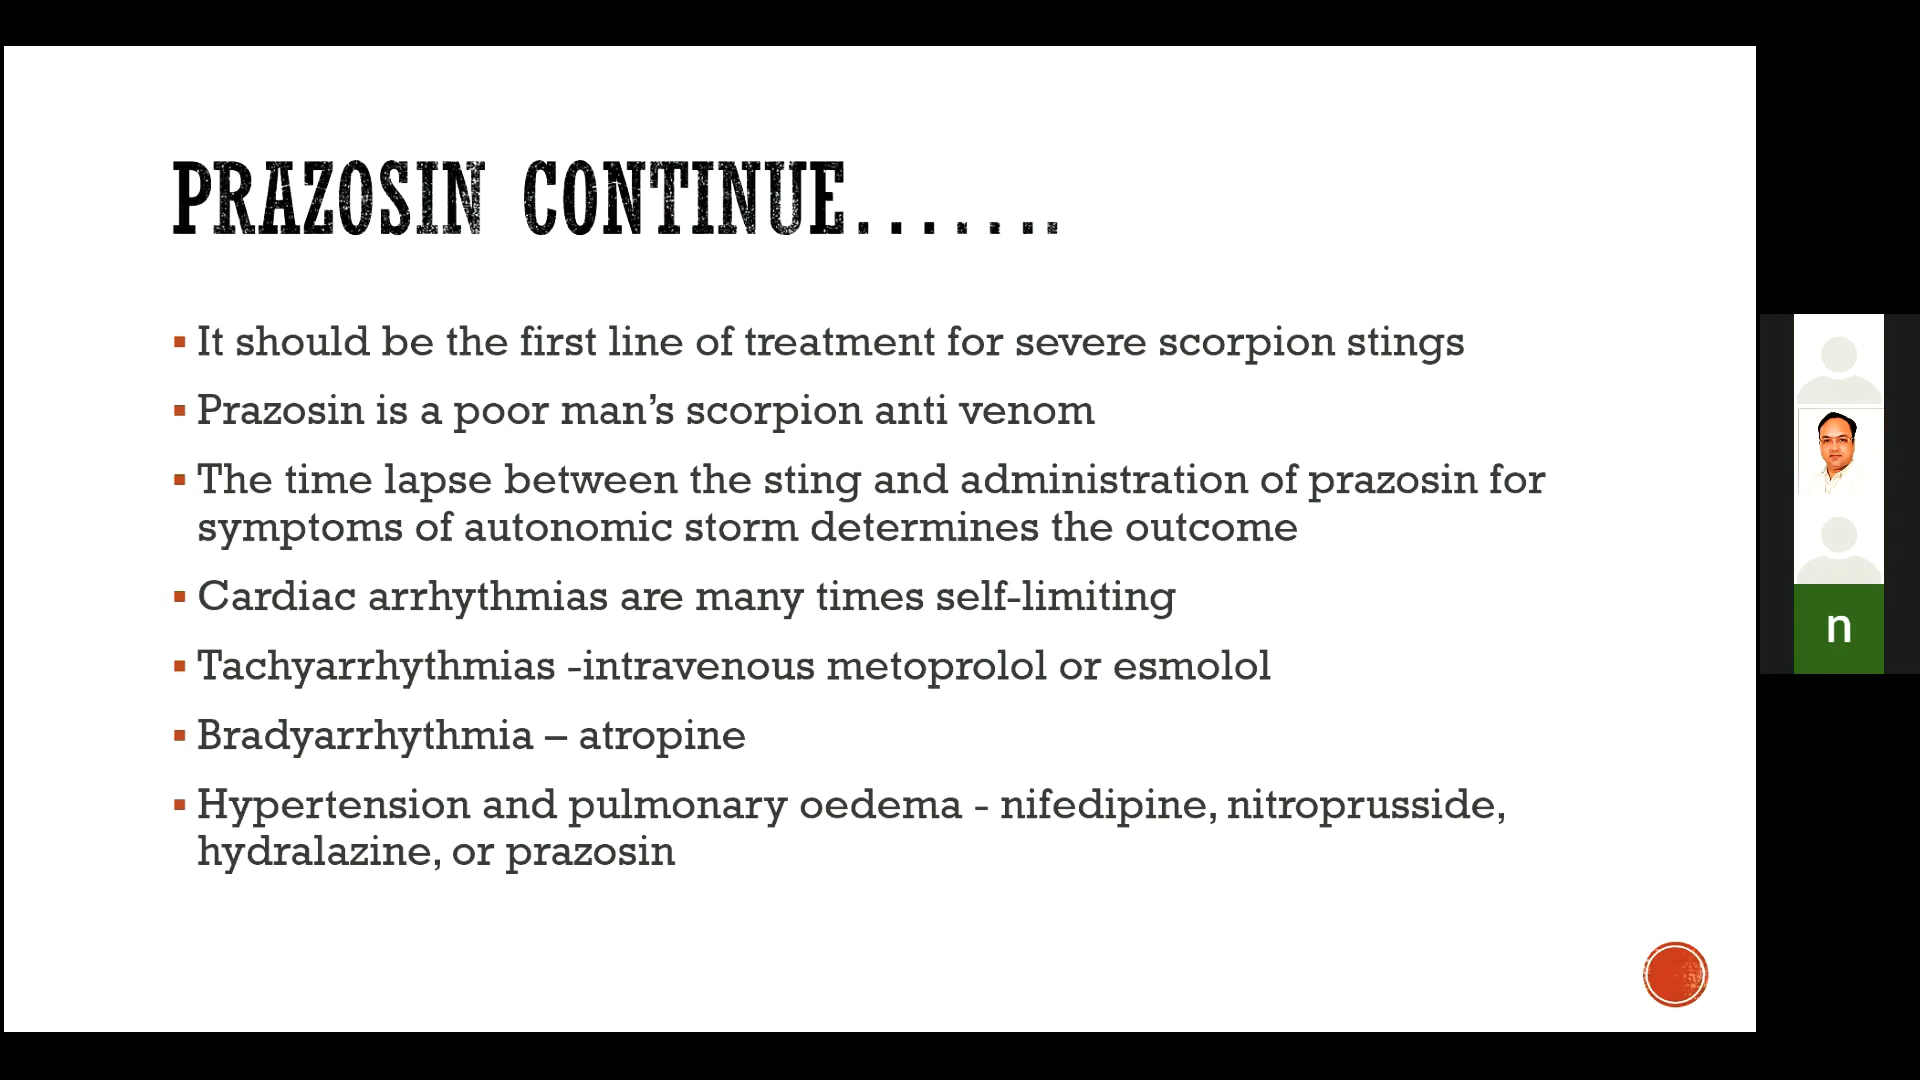 PRAZOSIN CONTINUE.......
▪ It should be the first line of treatment for severe scorpion stings
▪ Prazosin is a poor man’s scorpion anti venom
▪ The time lapse between the sting and administration of prazosin for
symptoms of autonomic storm determines the outcome
▪ Cardiac arrhythmias are many times self-limiting
▪ Tachyarrhythmias -intravenous metoprolol or esmolol
▪ Bradyarrhythmia – atropine
▪ Hypertension and pulmonary oedema - nifedipine, nitroprusside,
hydralazine, or prazosin
n